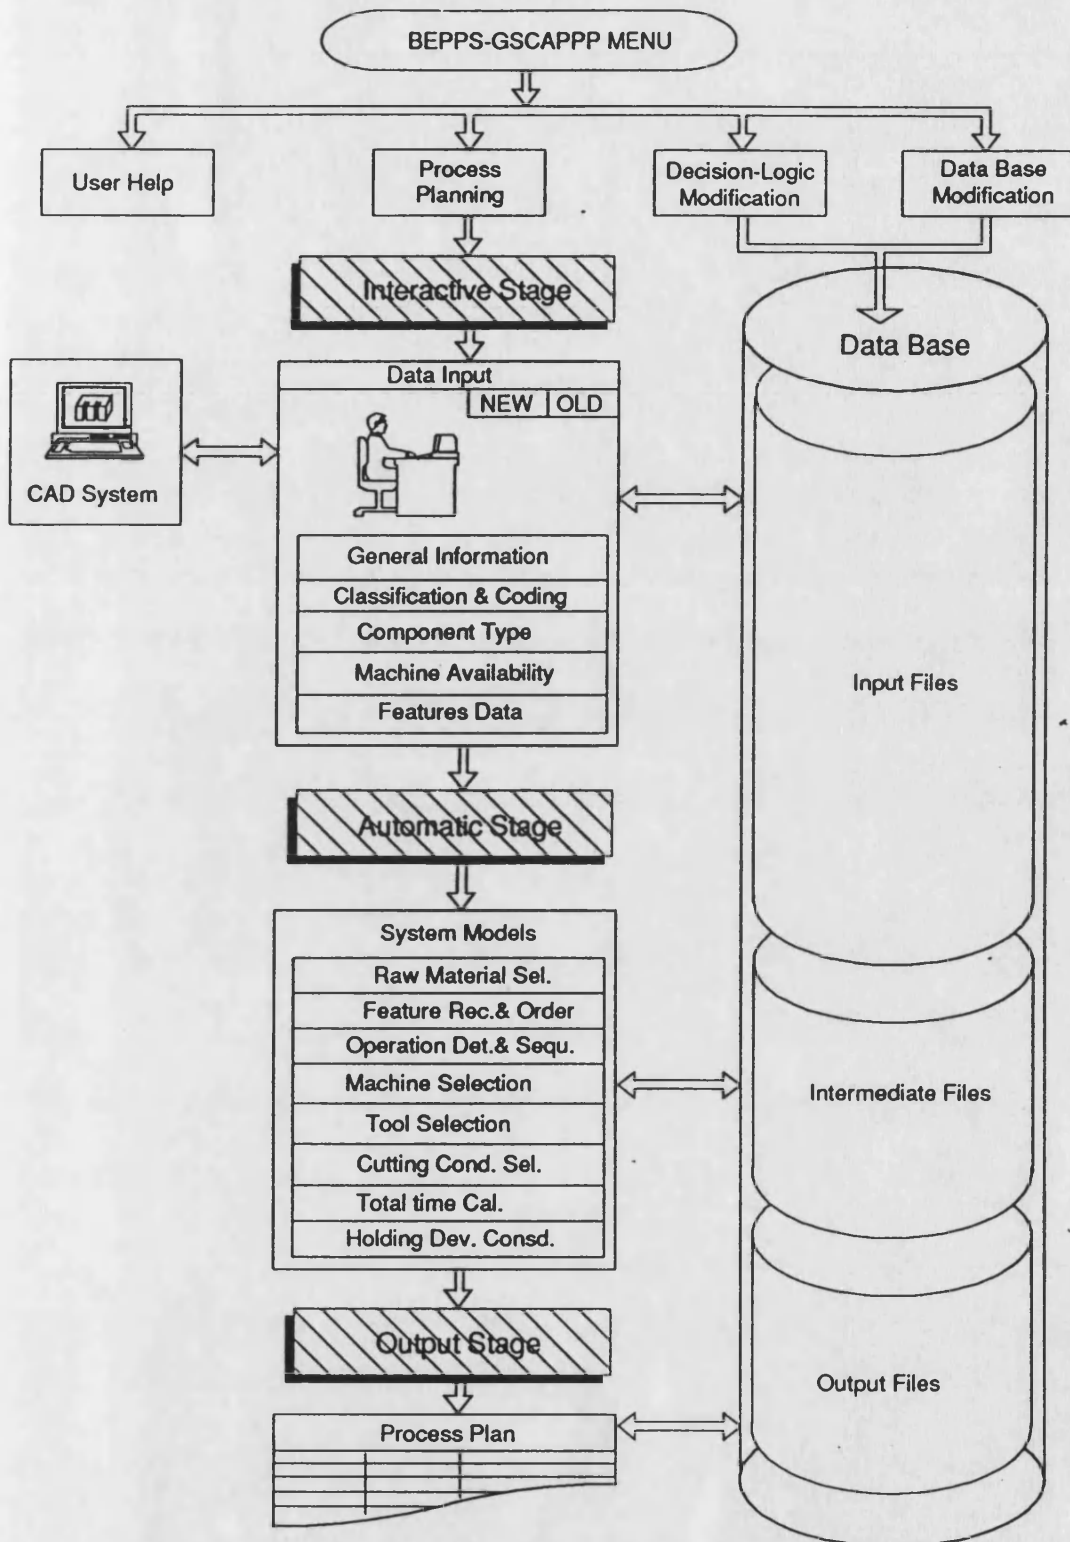 BEPPS-GSCAPPP MENU
User Help
Process
Planning
Decision-Logic
Modification
Data Base
Modification
Interactive Stage
Data Base
Data Input
NEW
OLD
CAD System
General Information
Classification & Coding
Component Type
Machine Availability
Features Data
Input Files
Automatic Stage
System Models
Raw Material Sel.
Feature Rec.& Order
Operation Det.& Sequ.
Machine Selection
Tool Selection
Cutting Cond. Sel.
Total time Cal.
Holding Dev. Consd.
Intermediate Files
Output Stage
Output Files
Process Plan